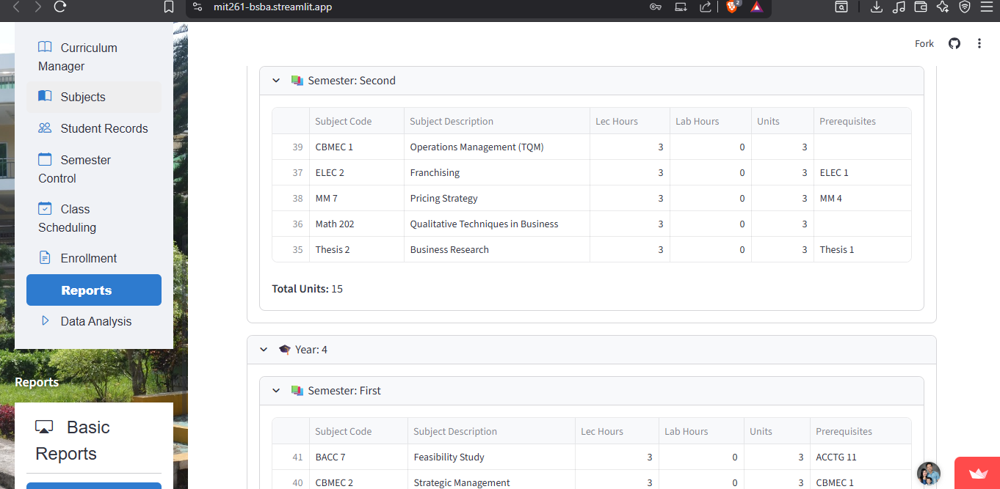 mit261-bsba.streamlit.app
2
Curriculum
Manager
Subjects
Student Records
Semester
Control
Class
Scheduling
Enrollment
Reports
Data Analysis
Reports
Basic
Reports
Fork
Semester: Second
Subject Code Subject Description Lec Hours Lab Hours Units Prerequisites
39 CBMEC 1 Operations Management (TQM) 3 0 3
37 ELEC 2 Franchising 3 0 3 ELEC 1
38 MM 7 Pricing Strategy 3 0 3 MM 4
36 Math 202 Qualitative Techniques in Business 3 0 3
35 Thesis 2 Business Research 3 0 3 Thesis 1
Total Units: 15
Year: 4
Semester: First
Subject Code Subject Description Lec Hours Lab Hours Units Prerequisites
41 BACC 7 Feasibility Study 3 0 3 ACCTG 11
40 CBMEC 2 Strategic Management 3 0 3 CBMEC 1